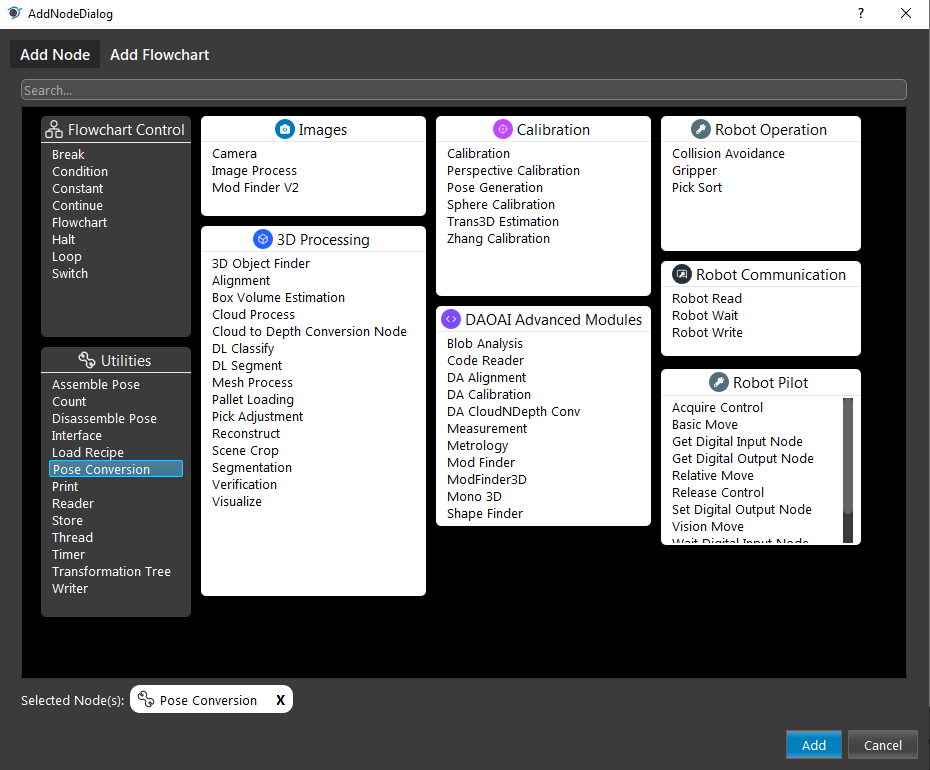 AddNodeDialog
?
Add Node Add Flowchart
Search...
Flowchart Control
Break
Condition
Constant
Continue
Flowchart
Halt
Loop
Switch
Utilities
Assemble Pose
Count
Disassemble Pose
Interface
Load Recipe
Pose Conversion
Print
Reader
Store
Thread
Timer
Transformation Tree
Writer
Images
Camera
Image Process
Mod Finder V2
3D Processing
3D Object Finder
Alignment
Box Volume Estimation
Cloud Process
Cloud to Depth Conversion Node
DL Classify
DL Segment
Mesh Process
Pallet Loading
Pick Adjustment
Reconstruct
Scene Crop
Segmentation
Verification
Visualize
Calibration
Calibration
Perspective Calibration
Pose Generation
Sphere Calibration
Trans3D Estimation
Zhang Calibration
DAOAI Advanced Modules
Blob Analysis
Code Reader
DA Alignment
DA Calibration
DA CloudNDepth Conv
Measurement
Metrology
Mod Finder
ModFinder3D
Mono 3D
Shape Finder
Robot Operation
Collision Avoidance
Gripper
Pick Sort
Robot Communication
Robot Read
Robot Wait
Robot Write
Robot Pilot
Acquire Control
Basic Move
Get Digital Input Node
Get Digital Output Node
Relative Move
Release Control
Set Digital Output Node
Vision Move
Wait Digital Input Node
Selected Node(s): Pose Conversion X
Add Cancel